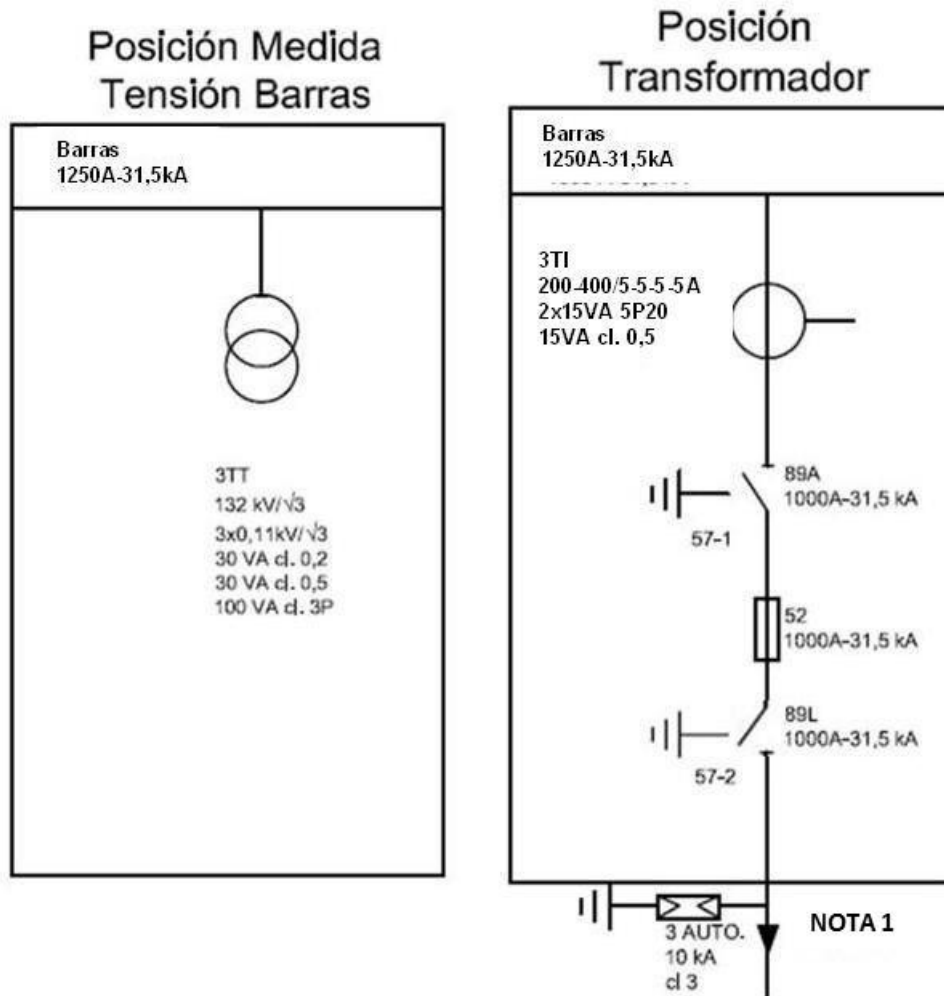 Posición Medida
Tensión Barras
Barras
1250A-31,5kA
3TT
132 kV/√3
3x0,11kV/√3
30 VA cl. 0,2
30 VA cl. 0,5
100 VA cl. 3P
Posición
Transformador
Barras
1250A-31,5kA
3TI
200-400/5-5-5-5A
2x15VA 5P20
15VA cl. 0,5
89A
1000A-31,5 kA
57-1
52
1000A-31,5 kA
89L
1000A-31,5 kA
57-2
3 AUTO.
10 kA
cl 3
NOTA 1